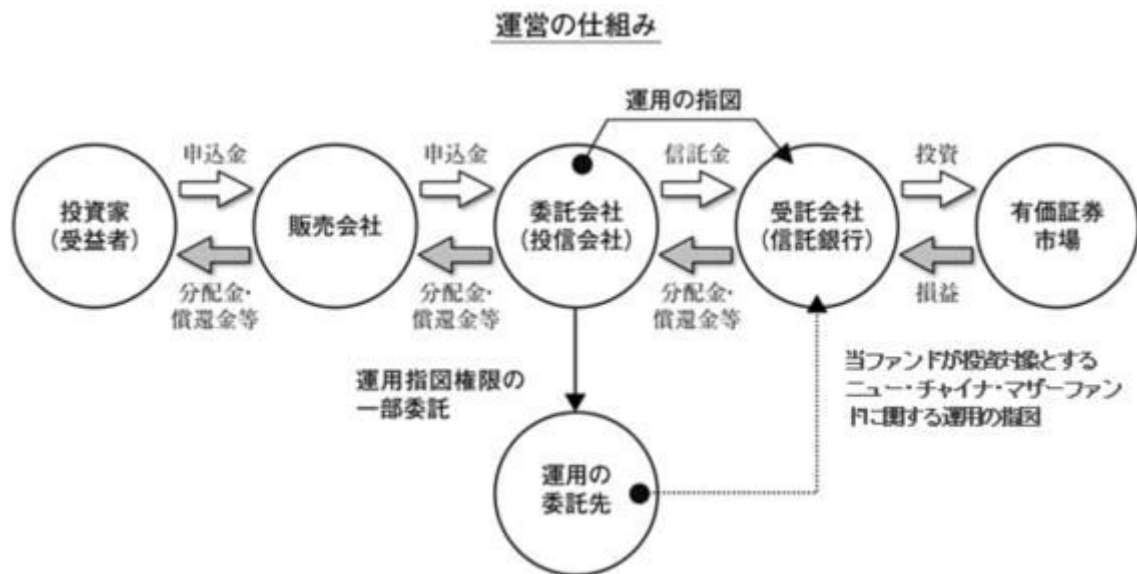 運営の仕組み
運用の指図
申込金
申込金
信託金
投資
投資家
（受益者）
販売会社
委託会社
（投信会社）
受託会社
（信託銀行）
有価証券
市場
分配金・
償還金等
分配金・
償還金等
分配金・
償還金等
損益
運用指図権限の
一部委託
当ファンドが投資対象とする
ニュー・チャイナ・マザーファン
ドに関する運用の指図
運用の
委託先